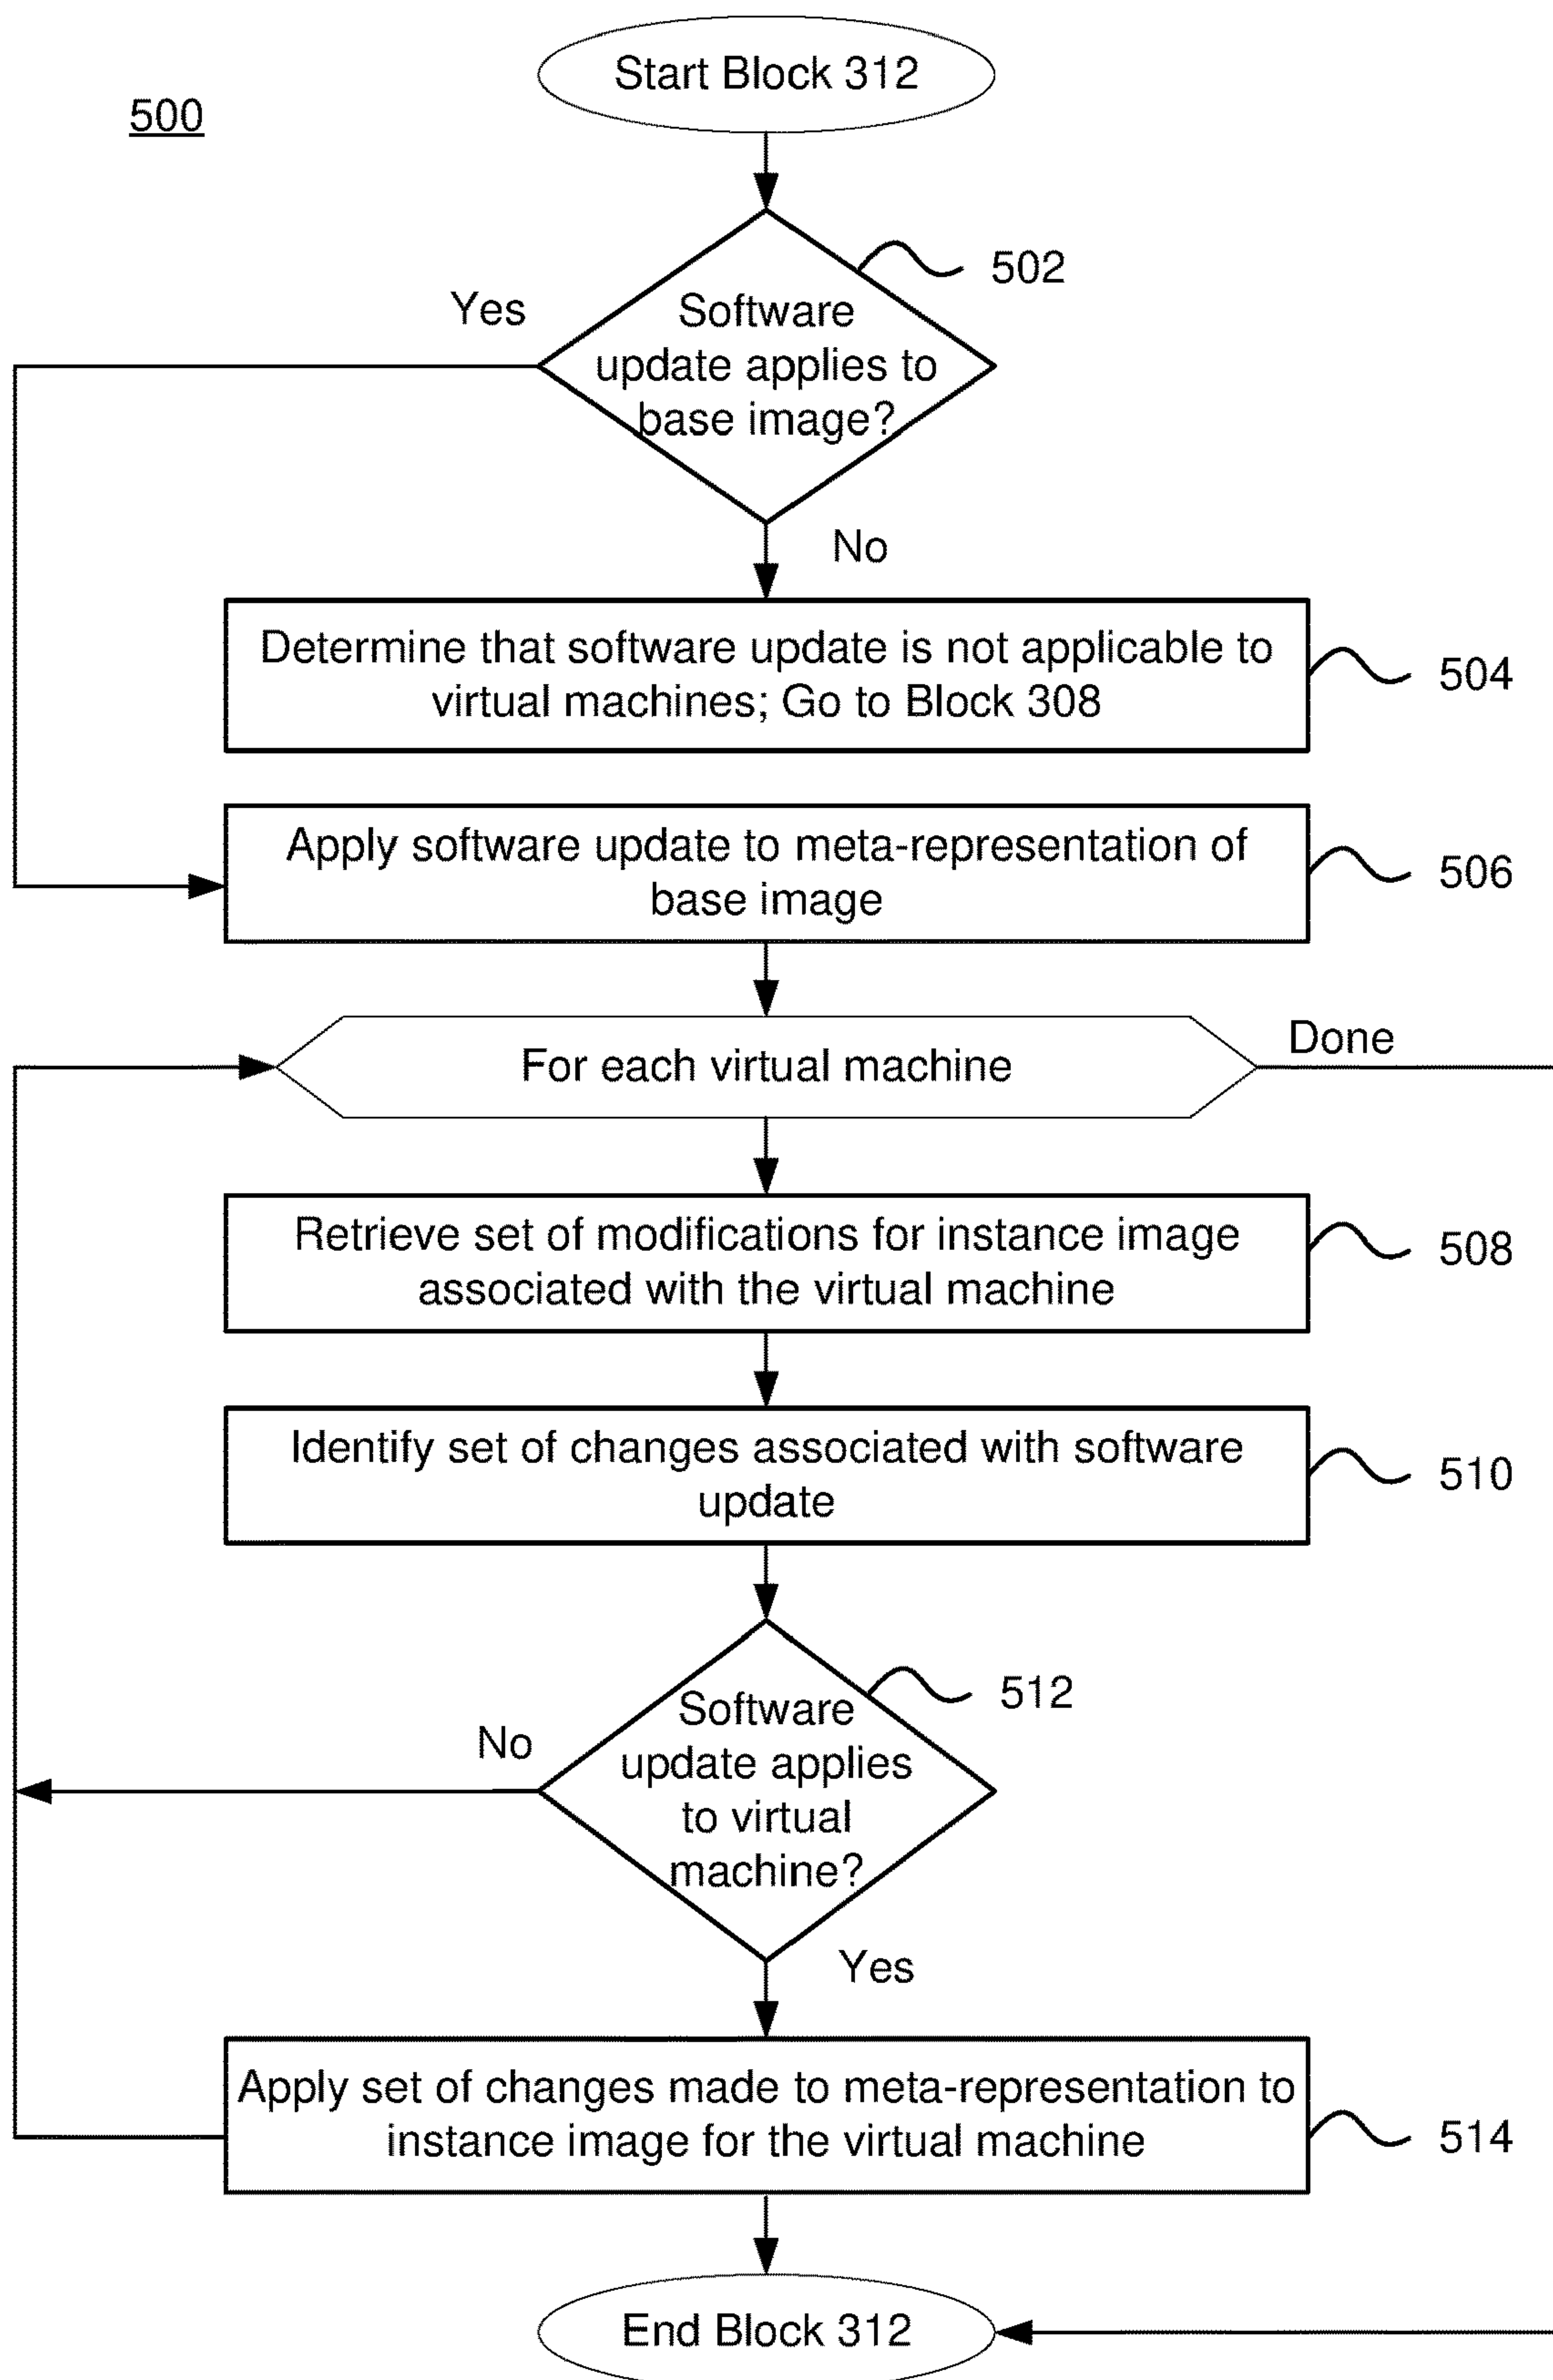 Start Block 312
500
502
Yes
Software
update applies to
base image?
No
Determine that software update is not applicable to
virtual machines; Go to Block 308
504
Apply software update to meta-representation of
base image
506
For each virtual machine
Done
Retrieve set of modifications for instance image
associated with the virtual machine
508
Identify set of changes associated with software
update
510
512
Software
update applies
to virtual
machine?
No
Yes
Apply set of changes made to meta-representation to
instance image for the virtual machine
514
End Block 312